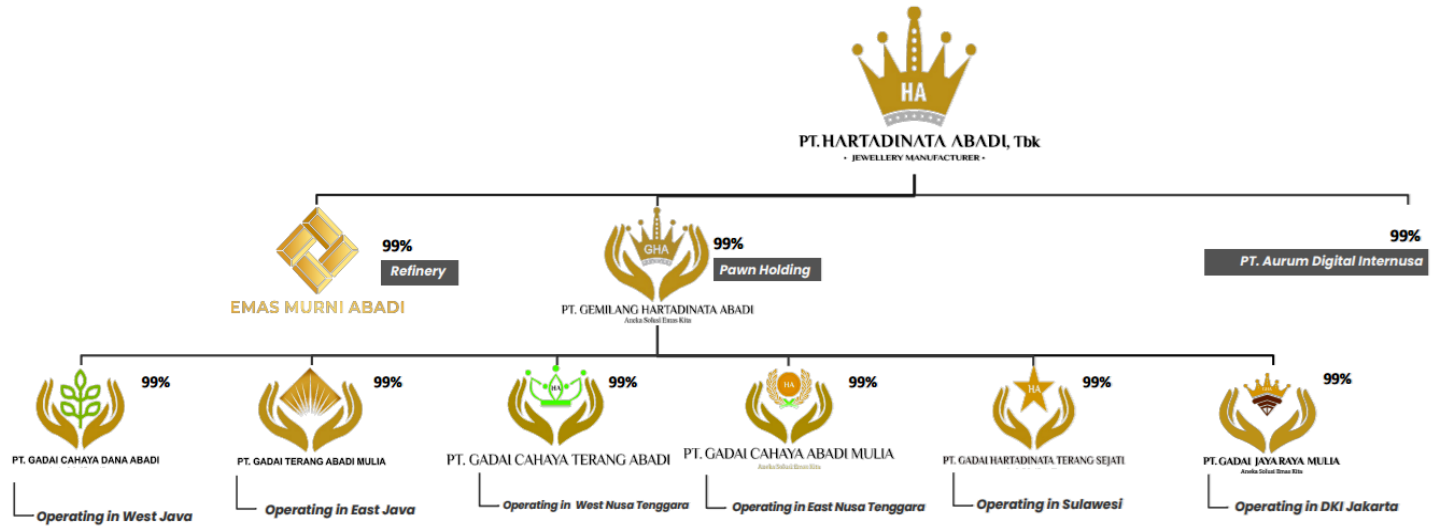 HA
PT. HARTADINATA ABADI, Tbk
• JEWELLERY MANUFACTURER •
99%
Refinery
EMAS MURNI ABADI
GHA
99%
Pawn Holding
PT. GEMILANG HARTADINATA ABADI
Aneka Solusi Emas Kita
99%
PT. Aurum Digital Internusa
99%
PT. GADAI CAHAYA DANA ABADI
Operating in West Java
99%
PT. GADAI TERANG ABADI MULIA
Operating in East Java
HA
99%
PT. GADAI CAHAYA TERANG ABADI
Operating in West Nusa Tenggara
HA
99%
PT. GADAI CAHAYA ABADI MULIA
Aneka Solusi Emas Kita
Operating in East Nusa Tenggara
HA
99%
PT. GADAI HARTADINATA TERANG SEJATI
Operating in Sulawesi
99%
PT. GADAI JAYA RAYA MULIA
Aneka Solusi Emas Kita
Operating in DKI Jakarta